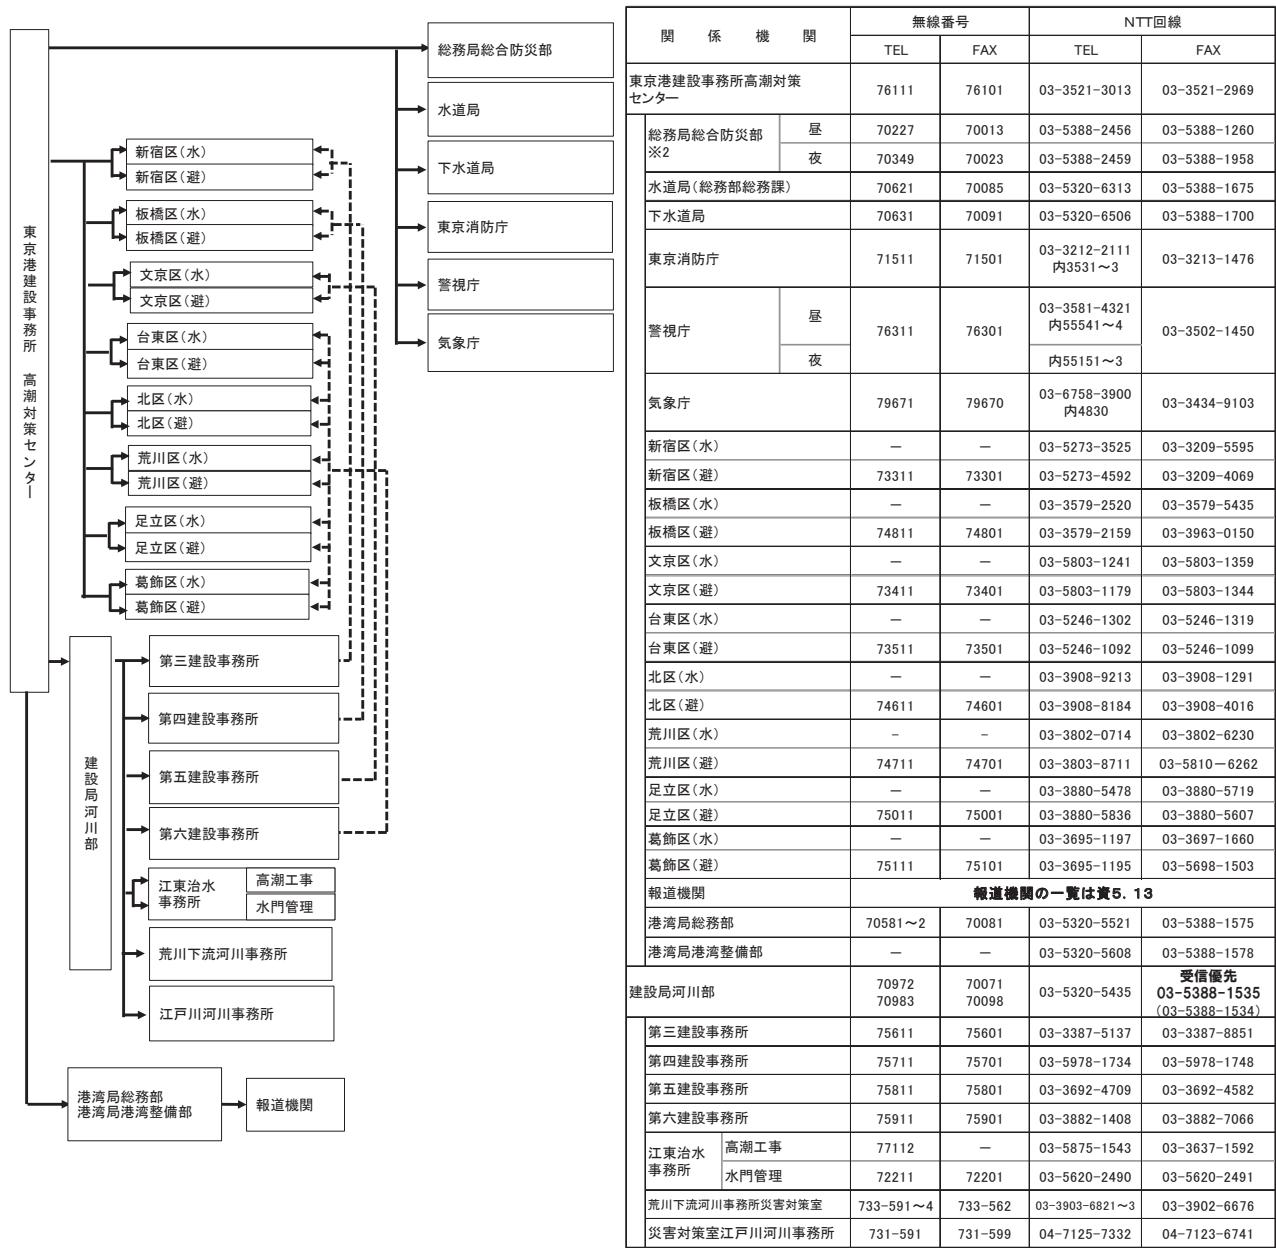 東京港建設事務所　高潮対策センター
総務局総合防災部
水道局
下水道局
東京消防庁
警視庁
気象庁
新宿区(水)
新宿区(避)
板橋区(水)
板橋区(避)
文京区(水)
文京区(避)
台東区(水)
台東区(避)
北区(水)
北区(避)
荒川区(水)
荒川区(避)
足立区(水)
足立区(避)
葛飾区(水)
葛飾区(避)
建設局河川部
第三建設事務所
第四建設事務所
第五建設事務所
第六建設事務所
江東治水
事務所
高潮工事
水門管理
荒川下流河川事務所
江戸川河川事務所
港湾局総務部
港湾局港湾整備部
報道機関
関　係　機　関 無線番号 NTT回線
TEL FAX TEL FAX
東京港建設事務所高潮対策
センター 76111 76101 03-3521-3013 03-3521-2969
総務局総合防災部
※2
昼 70227 70013 03-5388-2456 03-5388-1260
夜 70349 70023 03-5388-2459 03-5388-1958
水道局(総務部総務課) 70621 70085 03-5320-6313 03-5388-1675
下水道局 70631 70091 03-5320-6506 03-5388-1700
東京消防庁 71511 71501 03-3212-2111
内3531～3 03-3213-1476
警視庁 昼 76311 76301 03-3581-4321
内55541～4 03-3502-1450
夜 内55151～3
気象庁 79671 79670 03-6758-3900
内4830 03-3434-9103
新宿区(水) － － 03-5273-3525 03-3209-5595
新宿区(避) 73311 73301 03-5273-4592 03-3209-4069
板橋区(水) － － 03-3579-2520 03-3579-5435
板橋区(避) 74811 74801 03-3579-2159 03-3963-0150
文京区(水) － － 03-5803-1241 03-5803-1359
文京区(避) 73411 73401 03-5803-1179 03-5803-1344
台東区(水) － － 03-5246-1302 03-5246-1319
台東区(避) 73511 73501 03-5246-1092 03-5246-1099
北区(水) － － 03-3908-9213 03-3908-1291
北区(避) 74611 74601 03-3908-8184 03-3908-4016
荒川区(水) - - 03-3802-0714 03-3802-6230
荒川区(避) 74711 74701 03-3803-8711 03-5810－6262
足立区(水) － － 03-3880-5478 03-3880-5719
足立区(避) 75011 75001 03-3880-5836 03-3880-5607
葛飾区(水) － － 03-3695-1197 03-3697-1660
葛飾区(避) 75111 75101 03-3695-1195 03-5698-1503
報道機関 報道機関の一覧は資5．13
港湾局総務部 70581～2 70081 03-5320-5521 03-5388-1575
港湾局港湾整備部 － － 03-5320-5608 03-5388-1578
建設局河川部 70972
70983 70071
70098 03-5320-5435 受信優先
03-5388-1535
(03-5388-1534)
第三建設事務所 75611 75601 03-3387-5137 03-3387-8851
第四建設事務所 75711 75701 03-5978-1734 03-5978-1748
第五建設事務所 75811 75801 03-3692-4709 03-3692-4582
第六建設事務所 75911 75901 03-3882-1408 03-3882-7066
江東治水
事務所
高潮工事 77112 － 03-5875-1543 03-3637-1592
水門管理 72211 72201 03-5620-2490 03-5620-2491
荒川下流河川事務所災害対策室 733-591～4 733-562 03-3903-6821～3 03-3902-6676
災害対策室江戸川河川事務所 731-591 731-599 04-7125-7332 04-7123-6741